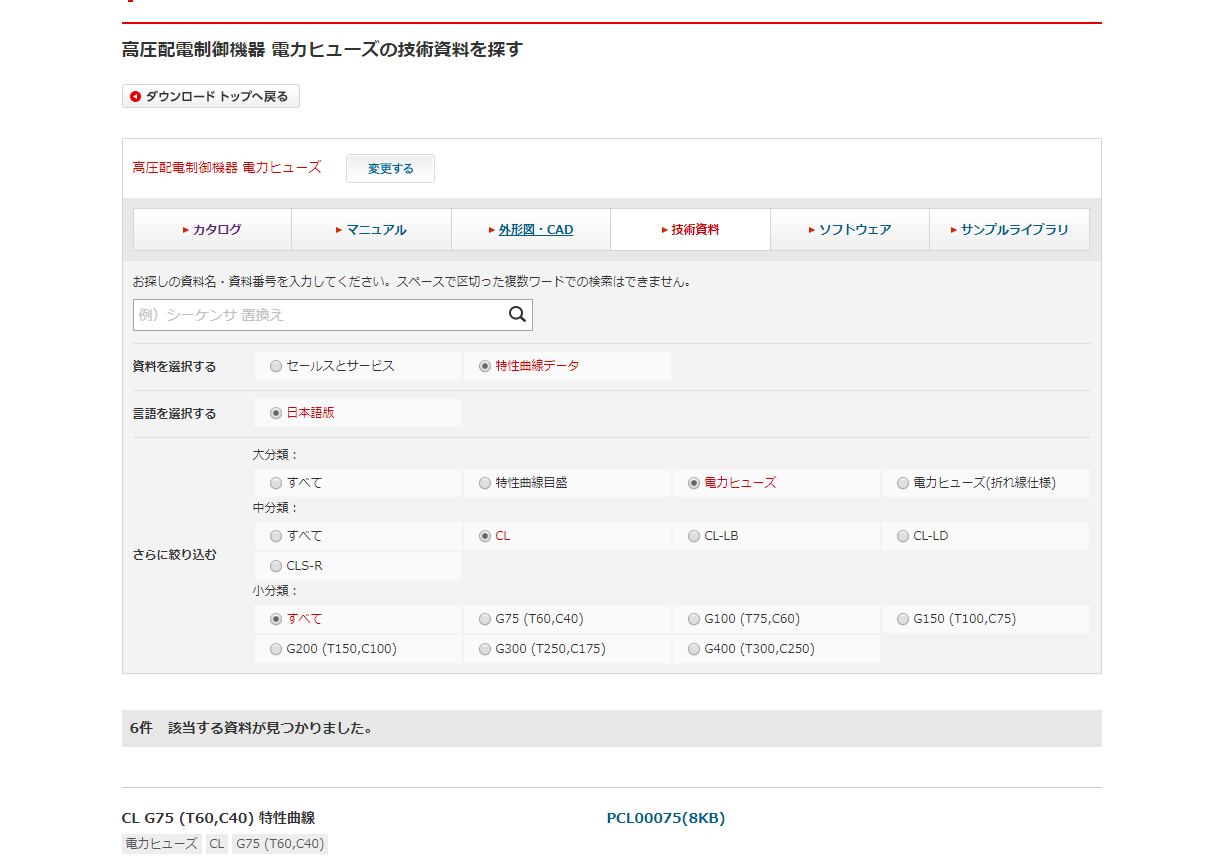 高圧配電制御機器 電力ヒューズの技術資料を探す
ダウンロード トップへ戻る
高圧配電制御機器 電力ヒューズ 変更する
カタログ マニュアル 外形図・CAD 技術資料 ソフトウェア サンプルライブラリ
お探しの資料名・資料番号を入力してください。スペースで区切った複数ワードでの検索はできません。
例）シーケンサ 置換え
資料を選択する セールスとサービス 特性曲線データ
言語を選択する 日本語版
大分類：
すべて 特性曲線目盛 電力ヒューズ 電力ヒューズ(折れ線仕様)
中分類：
すべて CL CL-LB CL-LD
さらに絞り込む
CLS-R
小分類：
すべて G75 (T60,C40) G100 (T75,C60) G150 (T100,C75)
G200 (T150,C100) G300 (T250,C175) G400 (T300,C250)
6件 該当する資料が見つかりました。
CL G75 (T60,C40) 特性曲線 PCL00075(8KB)
電力ヒューズ CL G75 (T60,C40)